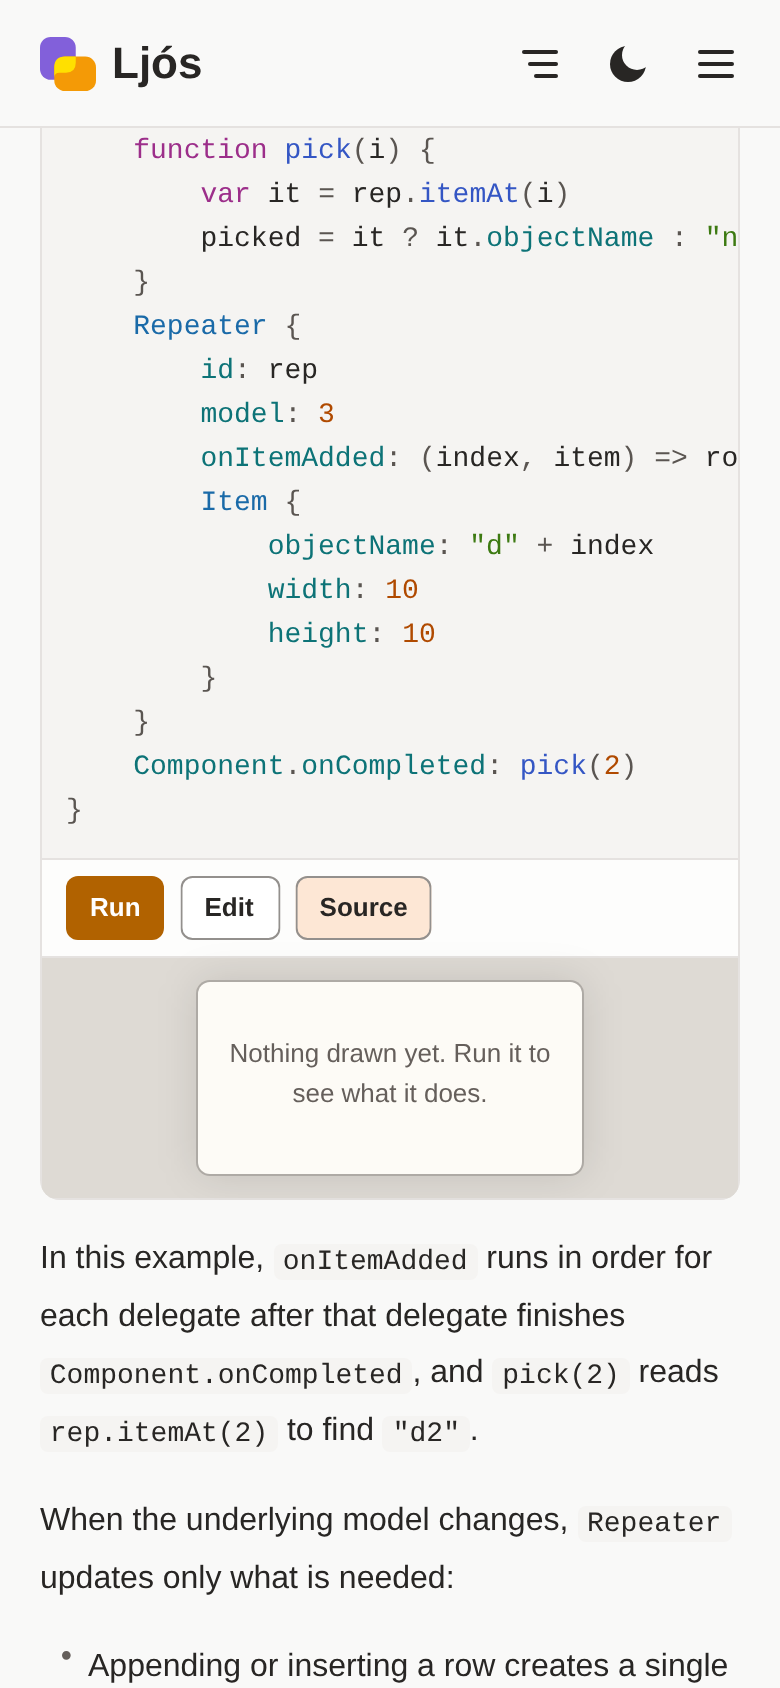 Ljós
function pick(i) {
var it = rep.itemAt(i)
picked = it ? it.objectName : "n
}
Repeater {
id: rep
model: 3
onItemAdded: (index, item) => ro
Item {
objectName: "d" + index
width: 10
height: 10
}
}
Component.onCompleted: pick(2)
}
Run Edit Source
Nothing drawn yet. Run it to
see what it does.
In this example, onItemAdded runs in order for
each delegate after that delegate finishes
Component.onCompleted, and pick(2) reads
rep.itemAt(2) to find "d2".
When the underlying model changes, Repeater
updates only what is needed:
• Appending or inserting a row creates a single